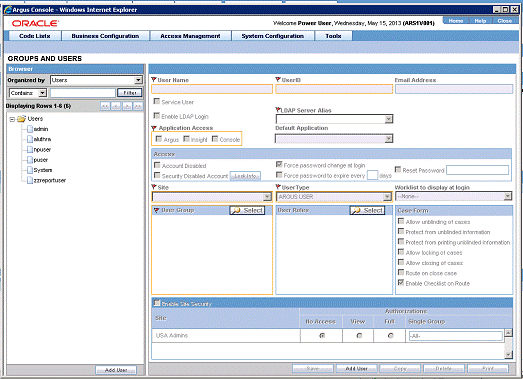 Argus Console - Windows Internet Explorer
ORACLE
Welcome Power User, Wednesday, May 15, 2013 (ARS1V001) Home Help Close
Code Lists Business Configuration Access Management System Configuration Tools
GROUPS AND USERS
Browser
Organized by Users
Contains Filter
Displaying Rows 1-6 (6)
Users
admin
aluthra
npuser
puser
System
zzreportuser
Add User
User Name UserID Email Address
Service User
Enable LDAP Login
LDAP Server Alias
Application Access Default Application
Argus Insight Console
Access
Account Disabled Force password change at login
Security Disabled Account Lock Info Force password to expire every days Reset Password
Site UserType Worklist to display at login
ARGUS USER --None--
User Group Select User Roles Select Case Form
Allow unblinding of cases
Protect from unblinded information
Protect from printing unblinded information
Allow locking of cases
Allow closing of cases
Route on close case
Enable Checklist on Route
Enable Site Security
Authorizations
Site No Access View Full Single Group
USA Admins -All-
Save Add User Copy Delete Print